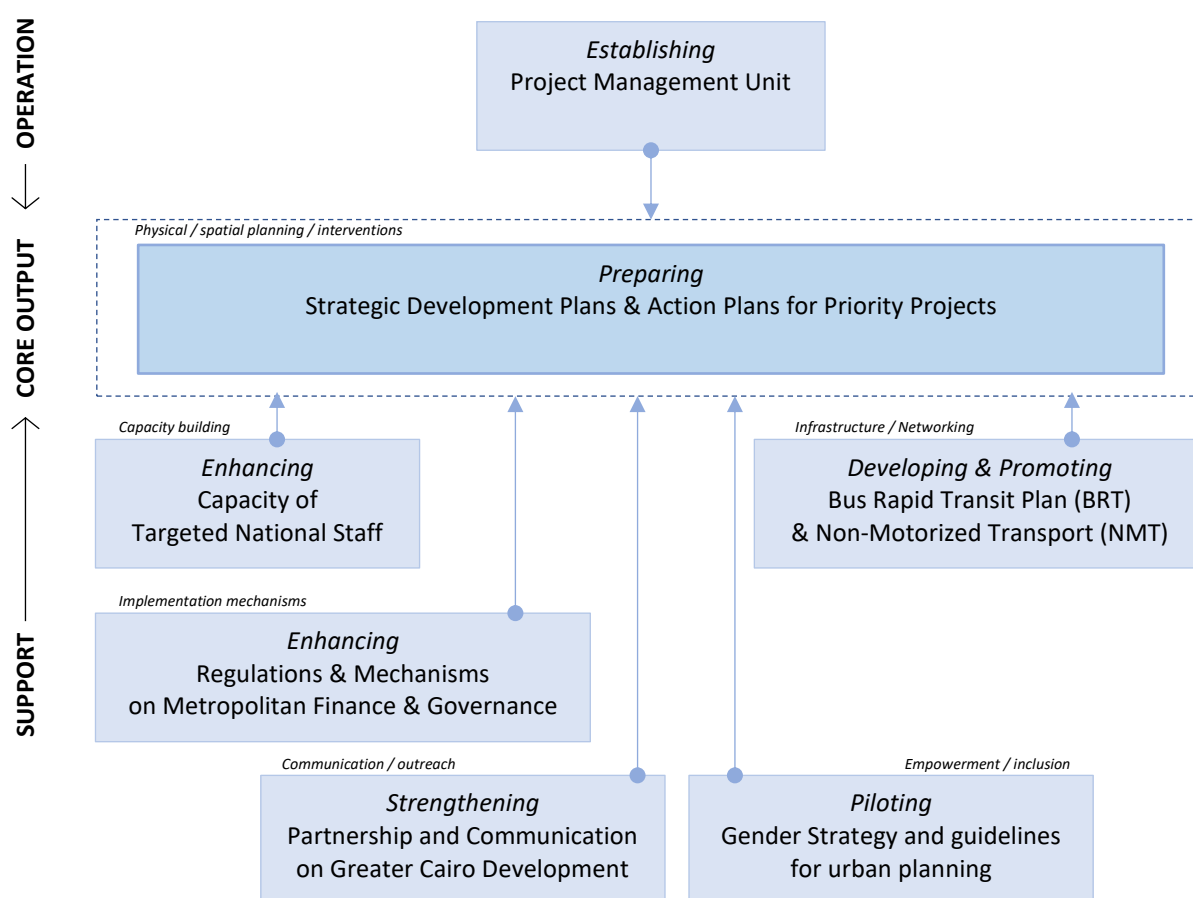 OPERATION
Establishing
Project Management Unit
CORE OUTPUT
Physical / spatial planning / interventions
Preparing
Strategic Development Plans & Action Plans for Priority Projects
SUPPORT
Capacity building
Enhancing
Capacity of
Targeted National Staff
Infrastructure / Networking
Developing & Promoting
Bus Rapid Transit Plan (BRT)
& Non-Motorized Transport (NMT)
Implementation mechanisms
Enhancing
Regulations & Mechanisms
on Metropolitan Finance & Governance
Communication / outreach
Strengthening
Partnership and Communication
on Greater Cairo Development
Empowerment / inclusion
Piloting
Gender Strategy and guidelines
for urban planning